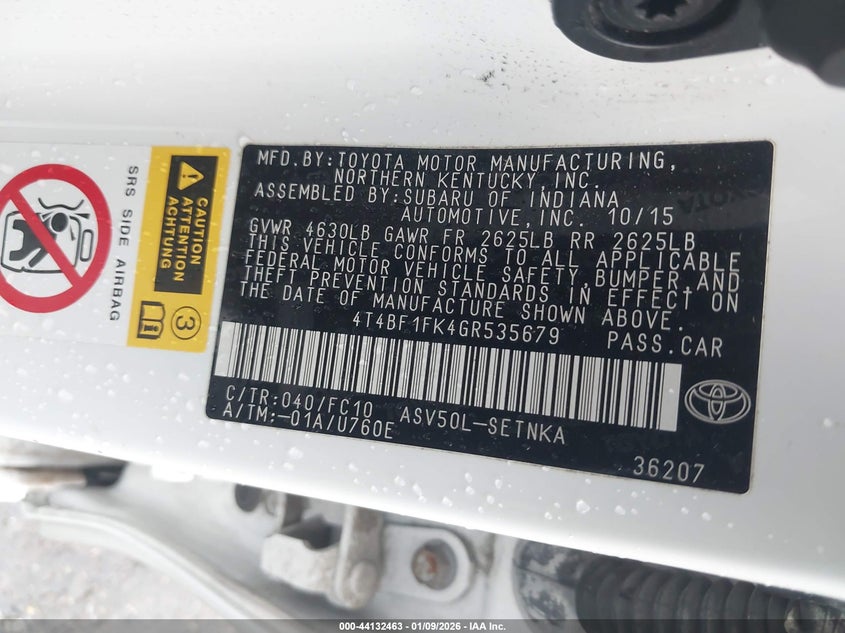 SRS SIDE AIRBAG
CAUTION
ATTENTION
ACHTUNG
3
MFD.BY:TOYOTA MOTOR MANUFACTURING,
NORTHERN KENTUCKY,INC.
ASSEMBLED BY:SUBARU OF INDIANA
AUTOMOTIVE,INC. 10/15
GVWR 4630LB GAWR FR 2625LB RR 2625LB
THIS VEHICLE CONFORMS TO ALL APPLICABLE
FEDERAL MOTOR VEHICLE SAFETY,BUMPER,AND
THEFT PREVENTION STANDARDS IN EFFECT ON
THE DATE OF MANUFACTURE SHOWN ABOVE.
4T4BF1FK4GR535679 PASS.CAR
C/TR:040/FC10 ASV50L-SETNKA
A/TM:-01A/U760E
36207
000-44132463 - 01/09/2026 - IAA Inc.